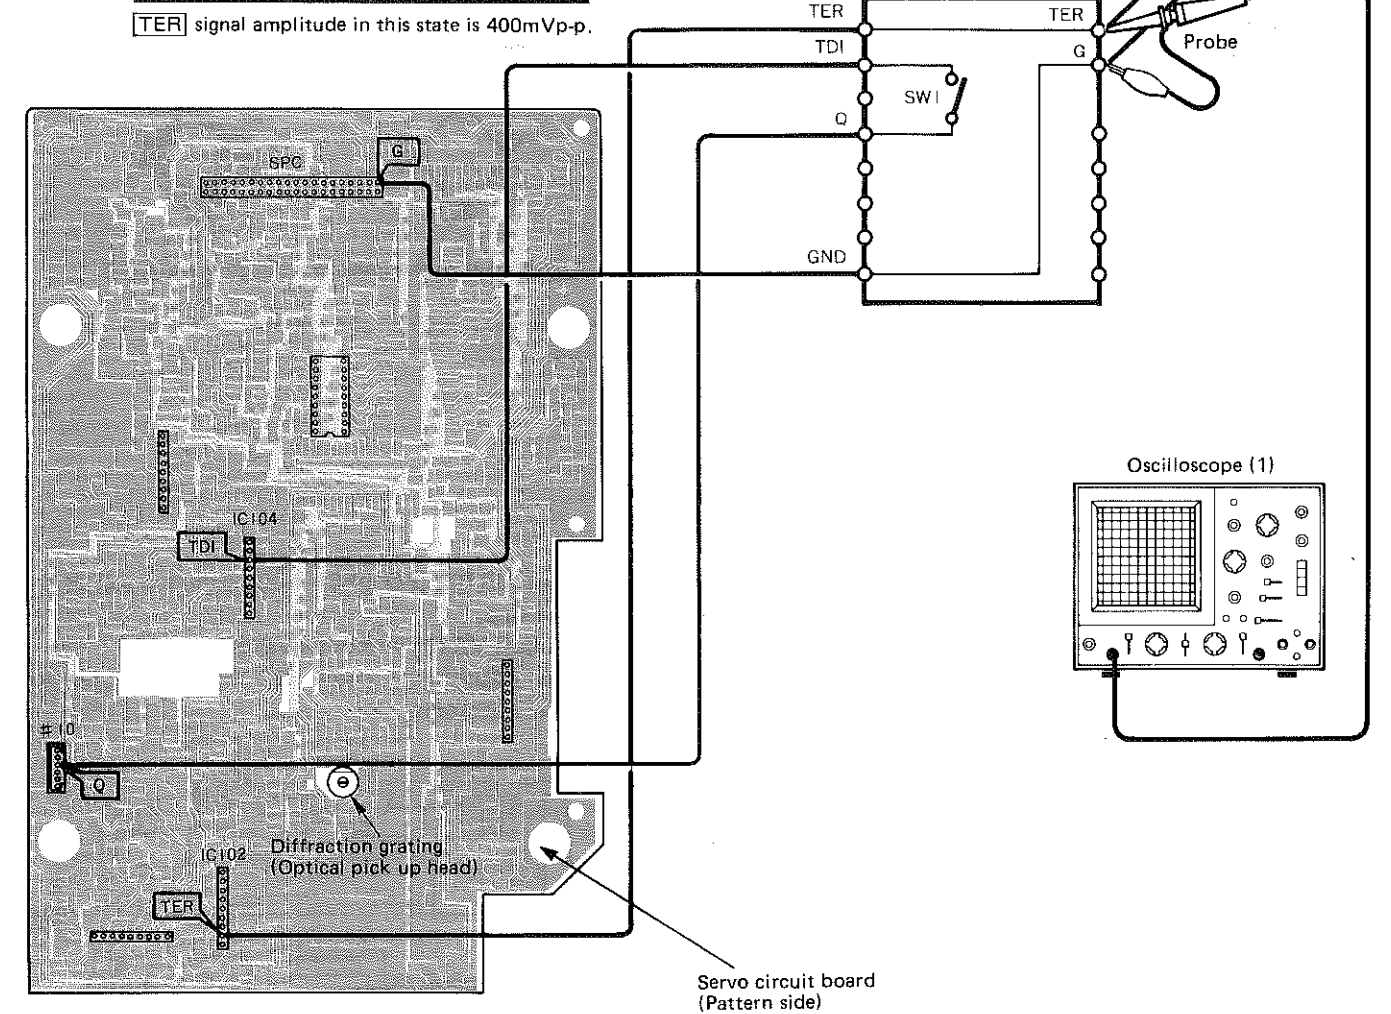 TER signal amplitude in this state is 400mVp-p.
TER
TDI
Q
GND
SW1
TER
G
Probe
SPC
G
IC104
TDI
Oscilloscope (1)
#10
Q
Diffraction grating
(Optical pick up head)
IC102
TER
Servo circuit board
(Pattern side)